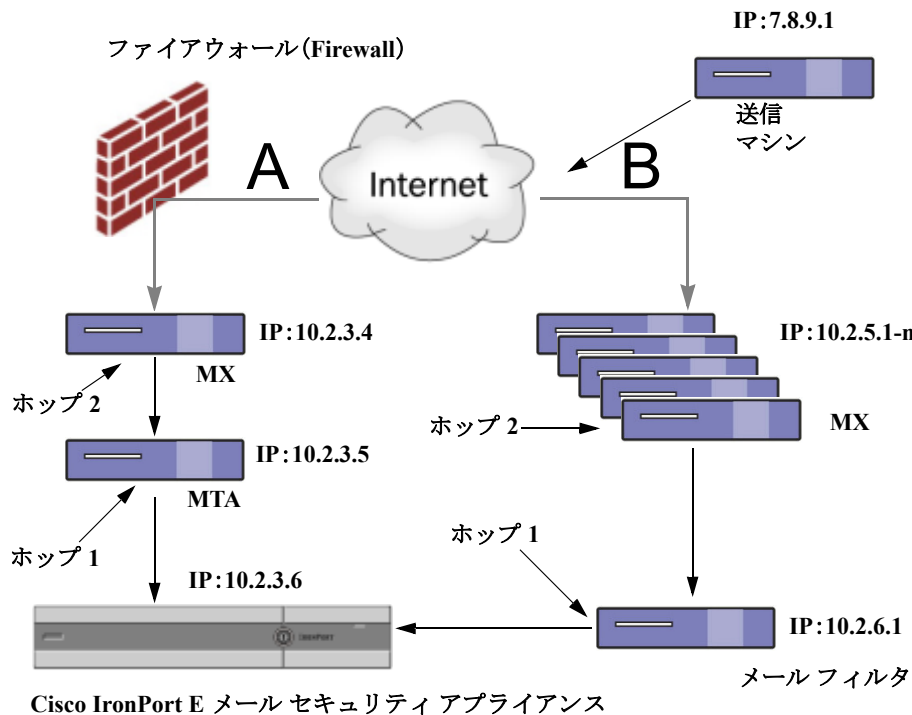 IP:7.8.9.1
ファイアウォール(Firewall)
送信
マシン
A
Internet
B
IP:10.2.3.4
MX
ホップ 2
IP:10.2.5.1-n
ホップ 2
MX
IP:10.2.3.5
MTA
ホップ 1
ホップ 1
IP:10.2.3.6
IRONPORT
IP:10.2.6.1
メール フィルタ
Cisco IronPort E メール セキュリティ アプライアンス